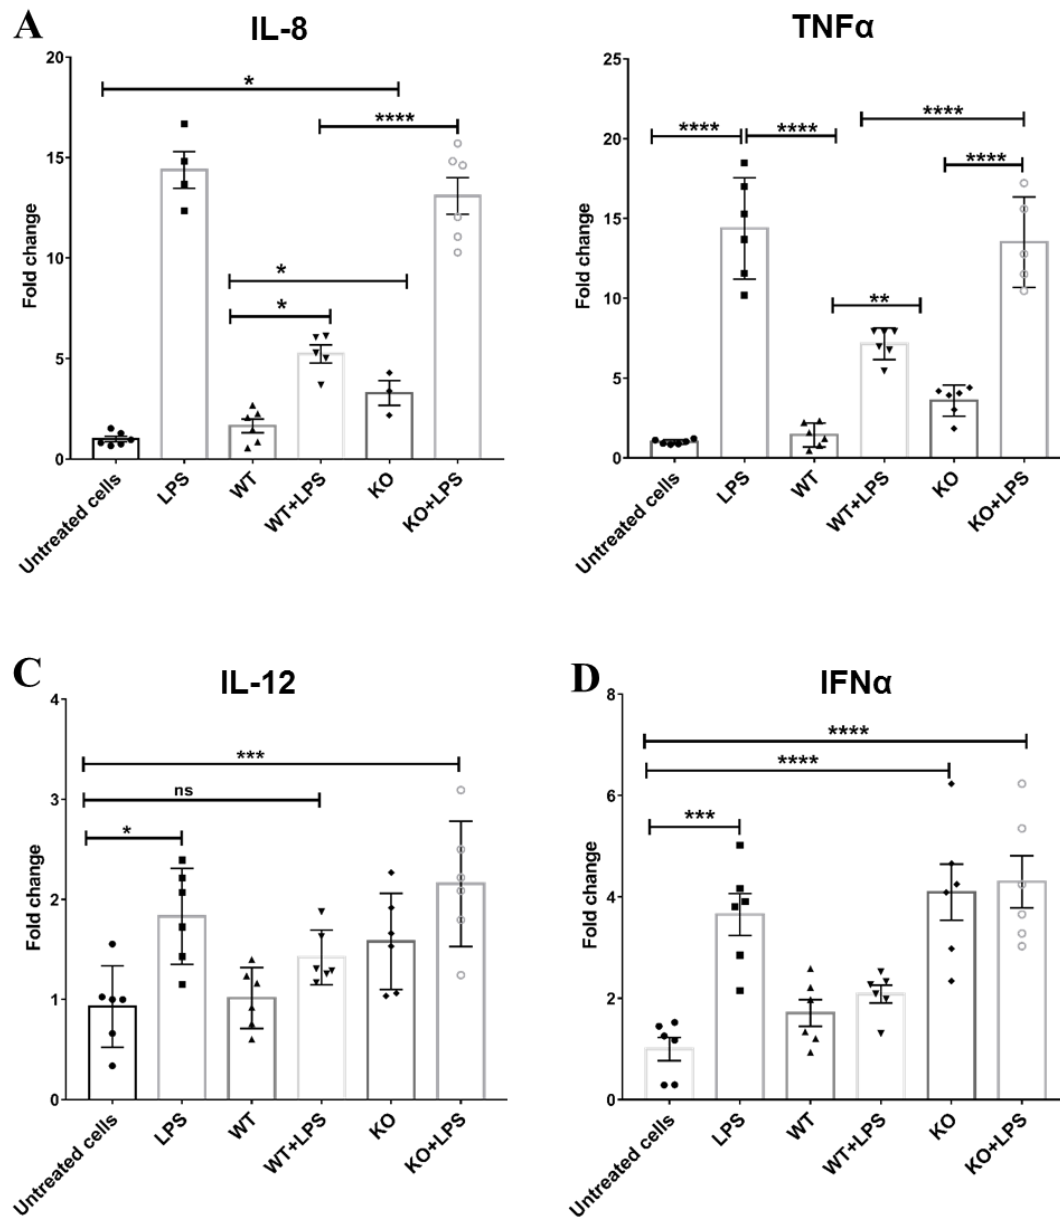 A
IL-8
Fold change
20
15
10
5
0
*
****
*
*
Untreated cells
LPS
WT
WT+LPS
KO
KO+LPS
TNFα
Fold change
25
20
15
10
5
0
****
****
****
****
**
Untreated cells
LPS
WT
WT+LPS
KO
KO+LPS
C
IL-12
Fold change
4
3
2
1
0
***
ns
*
Untreated cells
LPS
WT
WT+LPS
KO
KO+LPS
D
IFNα
Fold change
8
6
4
2
0
****
****
***
Untreated cells
LPS
WT
WT+LPS
KO
KO+LPS